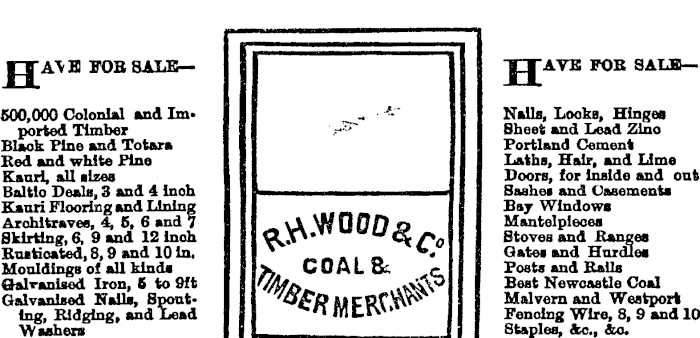 HAVE FOR SALE—
500,000 Colonial and Im-
ported Timber
Black Pine and Totara
Red and white Pine
Kauri, all sizes
Baltic Deals, 3 and 4 inch
Kauri Flooring and Lining
Architraves, 4, 5, 6 and 7
Skirting, 6, 9 and 12 inch
Rusticated, 8, 9 and 10 in.
Mouldings of all kinds
Galvanised Iron, 5 to 9ft
Galvanised Nails, Spout-
ing, Ridging, and Lead
Washers
R.H. WOOD & Co.
COAL &
TIMBER MERCHANTS
HAVE FOR SALE—
Nails, Locks, Hinges
Sheet and Lead Zinc
Portland Cement
Laths, Hair, and Lime
Doors, for inside and out
Sashes and Casements
Bay Windows
Mantelpieces
Stoves and Ranges
Gates and Hurdles
Posts and Rails
Best Newcastle Coal
Malvern and Westport
Fencing Wire, 8, 9 and 10
Staples, &c., &c.